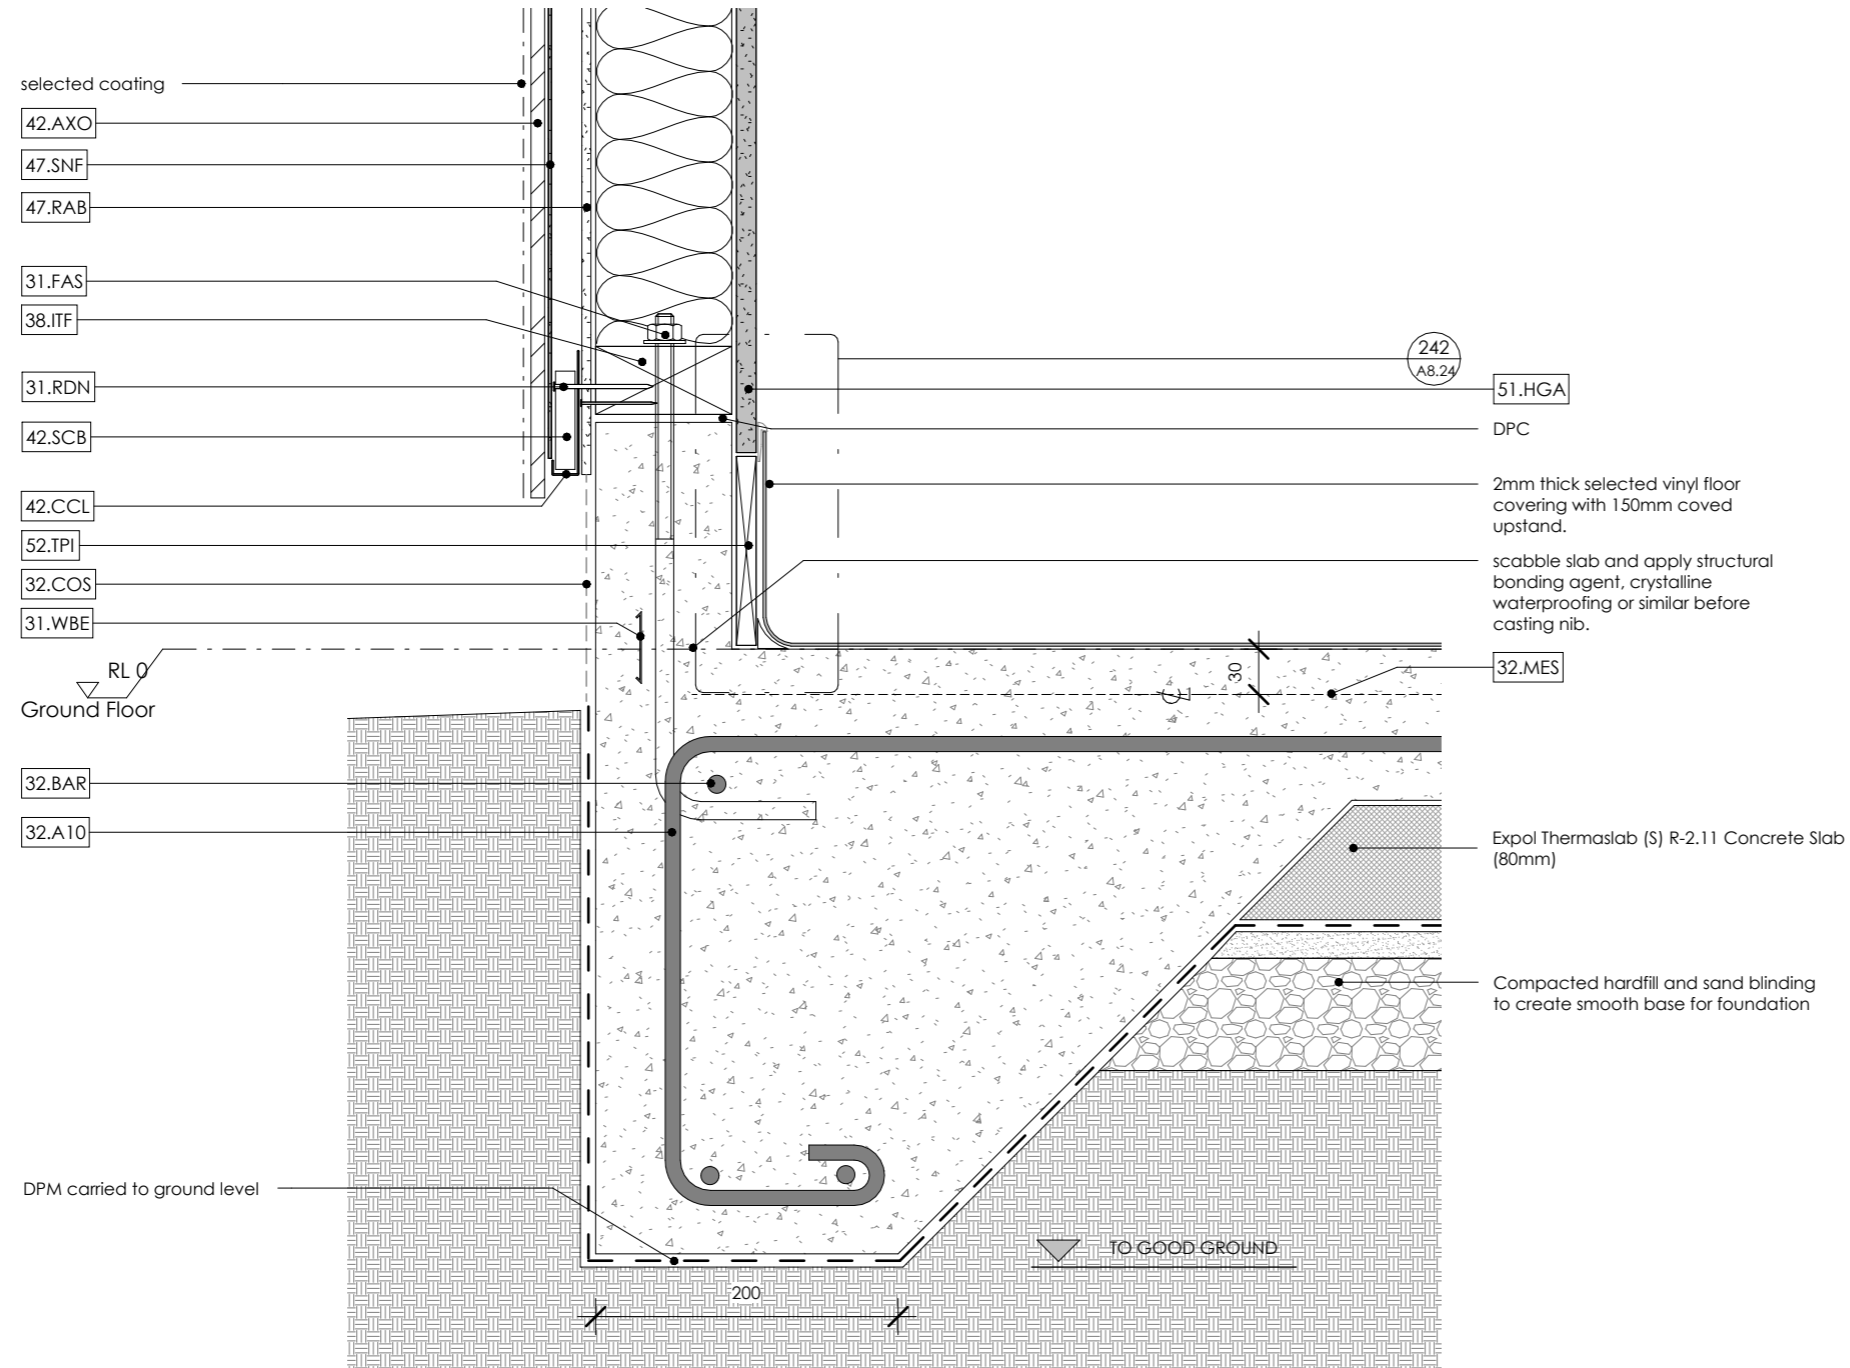 selected coating
42.AXO
47.SNF
47.RAB
31.FAS
38.ITF
31.RDN
42.SCB
42.CCL
52.TPI
32.COS
31.WBE
RL 0
Ground Floor
32.BAR
32.A10
DPM carried to ground level
242
A8.24
51.HGA
DPC
2mm thick selected vinyl floor
covering with 150mm coved
upstand.
scabble slab and apply structural
bonding agent, crystalline
waterproofing or similar before
casting nib.
30
32.MES
Expol Thermaslab (S) R-2.11 Concrete Slab
(80mm)
Compacted hardfill and sand blinding
to create smooth base for foundation
TO GOOD GROUND
200